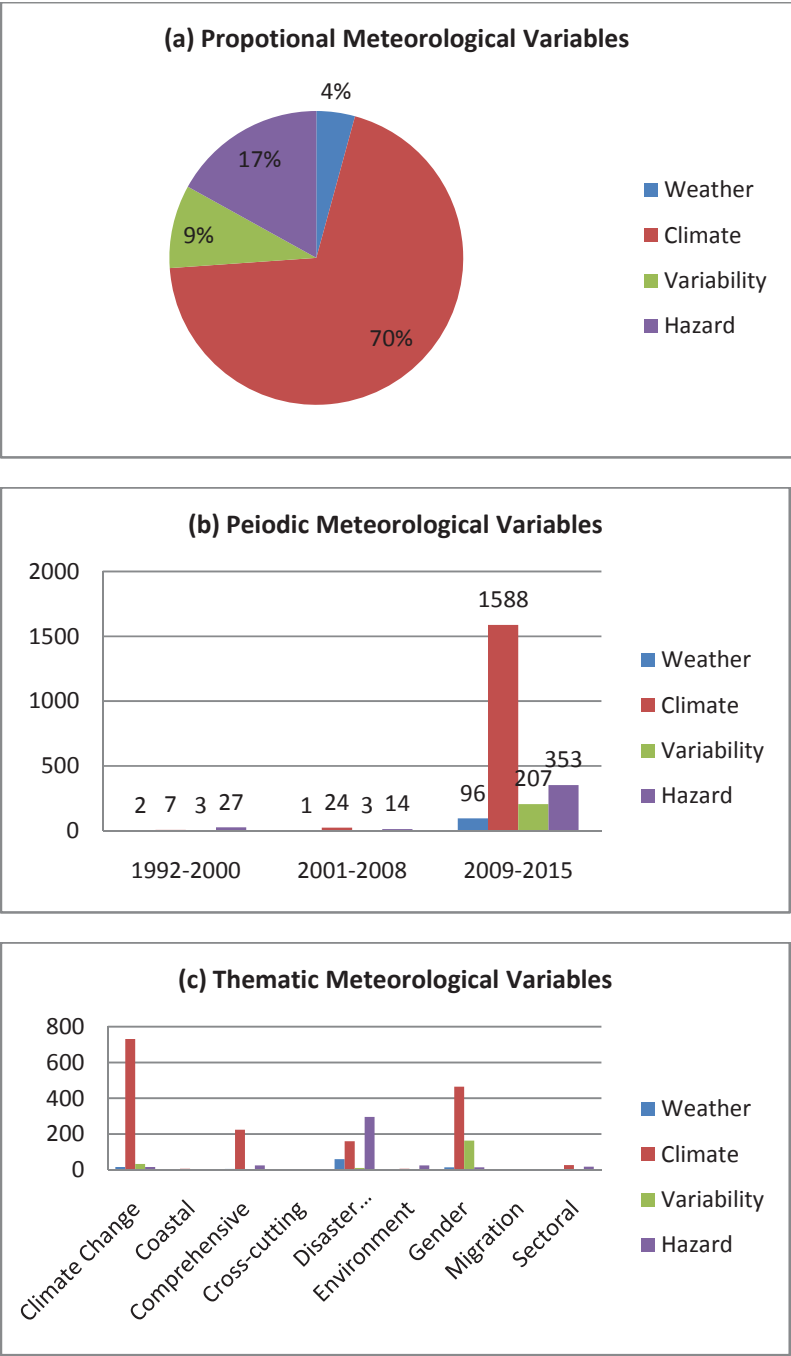 (a) Propotional Meteorological Variables
4%
17%
9%
70%
Weather
Climate
Variability
Hazard
(b) Peiodic Meteorological Variables
2000
1500
1000
500
0
2 7 3 27
1 24 3 14
96 1588 207 353
1992-2000 2001-2008 2009-2015
Weather
Climate
Variability
Hazard
(c) Thematic Meteorological Variables
800
600
400
200
0
Climate Change
Coastal
Comprehensive
Cross-cutting
Disaster...
Environment
Gender
Migration
Sectoral
Weather
Climate
Variability
Hazard